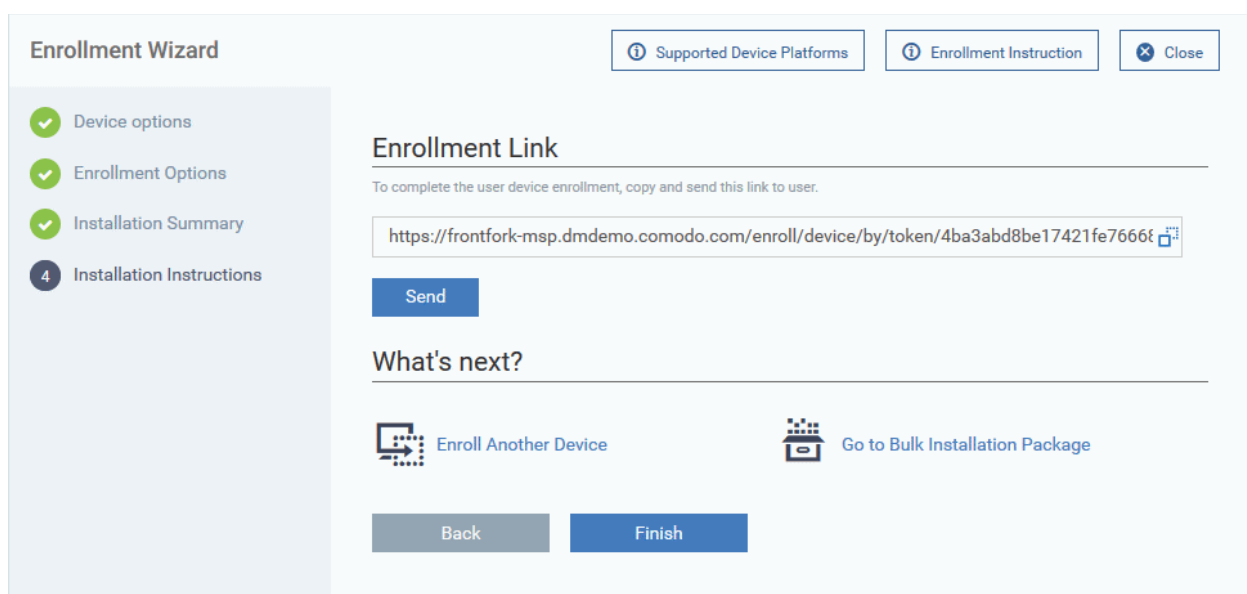 Enrollment Wizard
Supported Device Platforms
Enrollment Instruction
Close
Device options
Enrollment Options
Installation Summary
4 Installation Instructions
Enrollment Link
To complete the user device enrollment, copy and send this link to user.
https://frontfork-msp.dmdemo.comodo.com/enroll/device/by/token/4ba3abd8be17421fe76668
Send
What's next?
Enroll Another Device
Go to Bulk Installation Package
Back
Finish